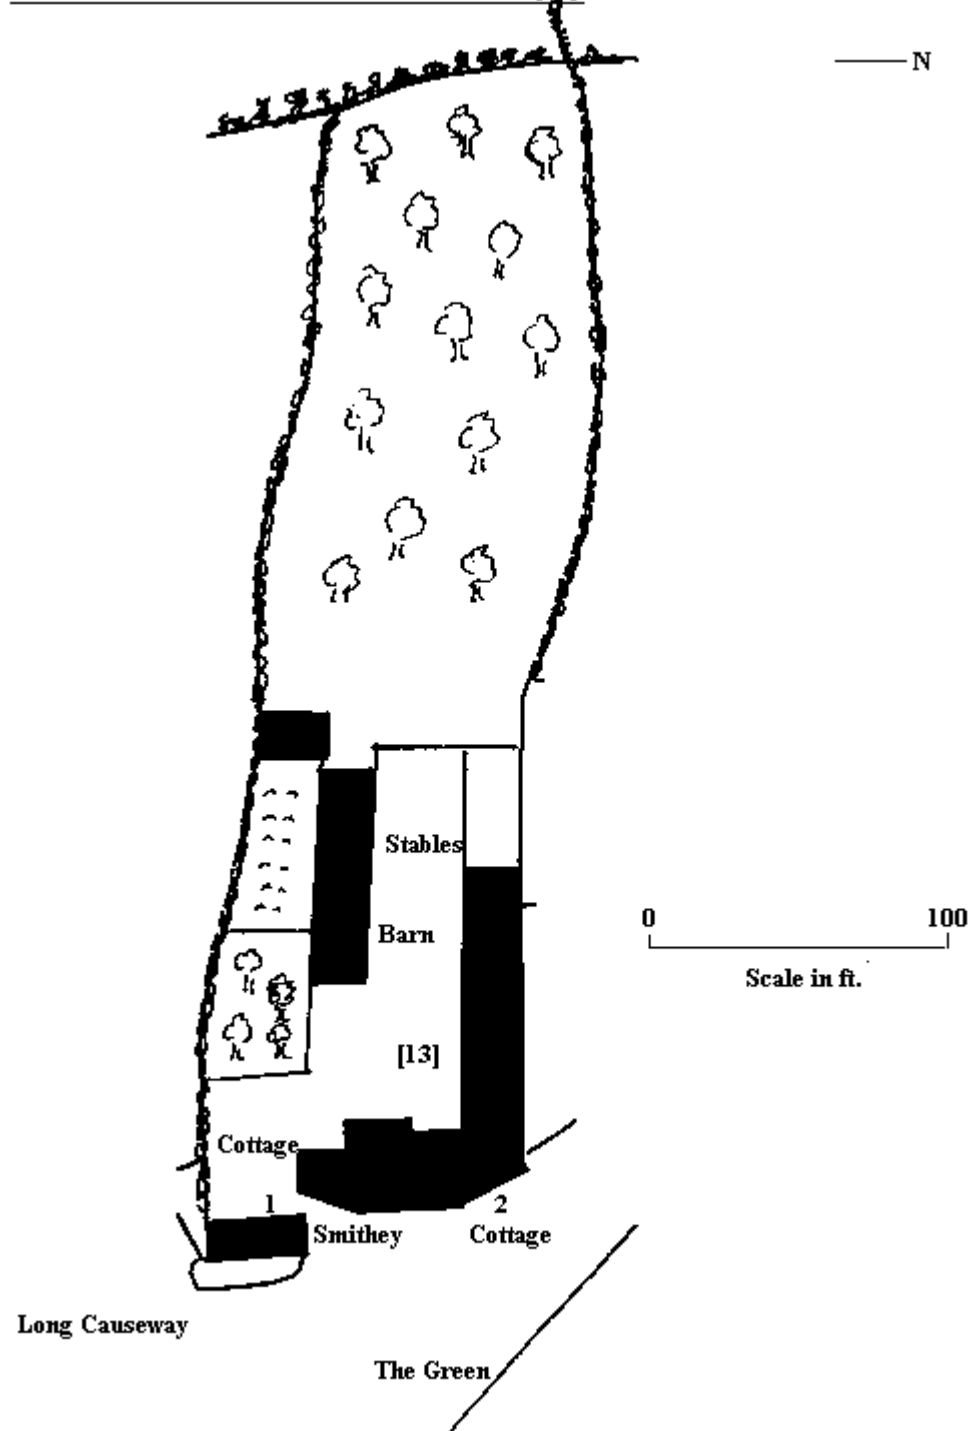 N
Stables
Barn
0 100
Scale in ft.
[13]
Cottage
1 2
Smithey Cottage
Long Causeway
The Green